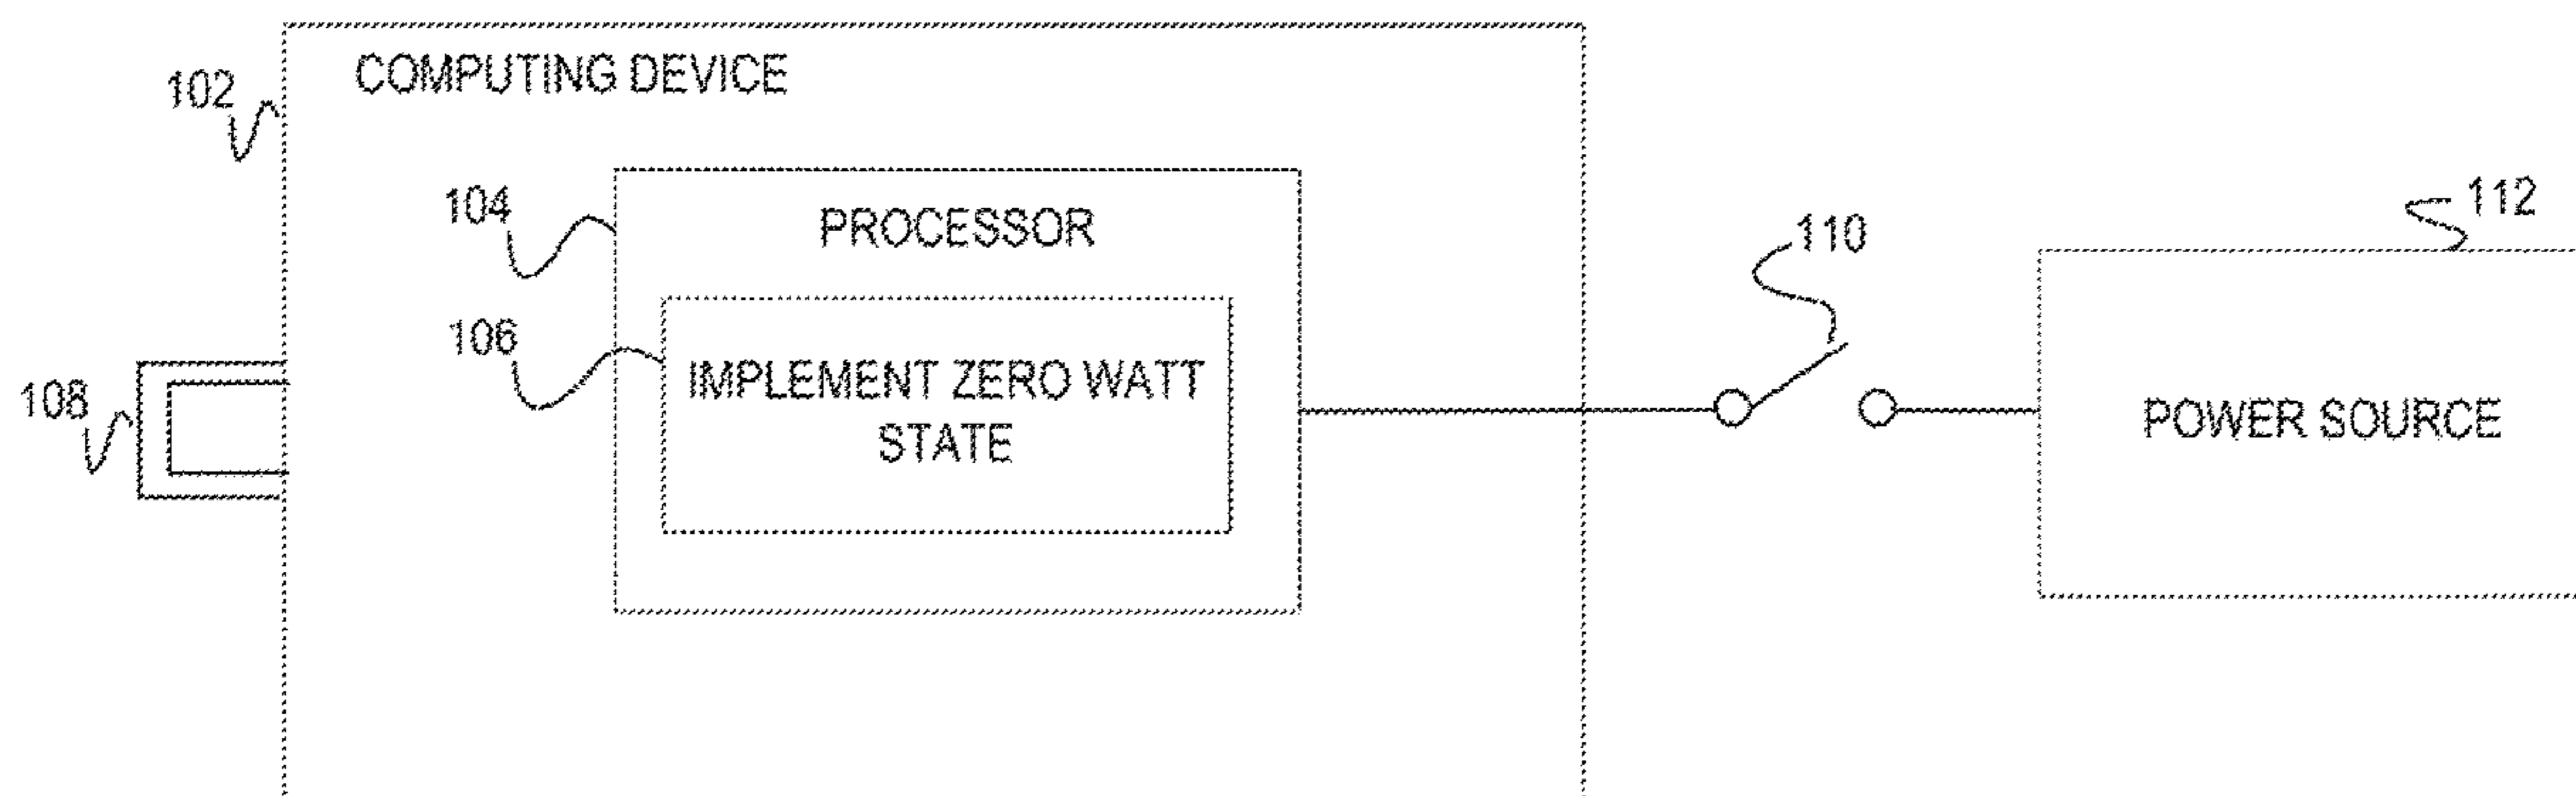 COMPUTING DEVICE
102
104
PROCESSOR
110
112
106
IMPLEMENT ZERO WATT
STATE
108
POWER SOURCE